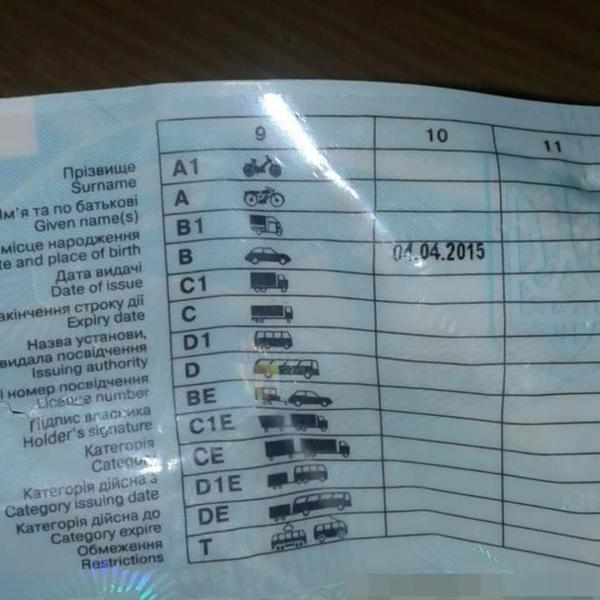 9 10 11
Прізвище
Surname
A1
Ім'я та по батькові
Given name(s)
A
місце народження
and place of birth
B1
Дата видачі
Date of issue
B 04.04.2015
закінчення строку дії
Expiry date
C1
Назва установи,
видала посвідчення
Issuing authority
C
номер посвідчення
Licence number
D1
Підпис власника
Holder's signature
D
Категорія
Category
BE
Категорія дійсна з
Category issuing date
C1E
Категорія дійсна до
Category expire
CE
Обмеження
Restrictions
D1E
DE
T